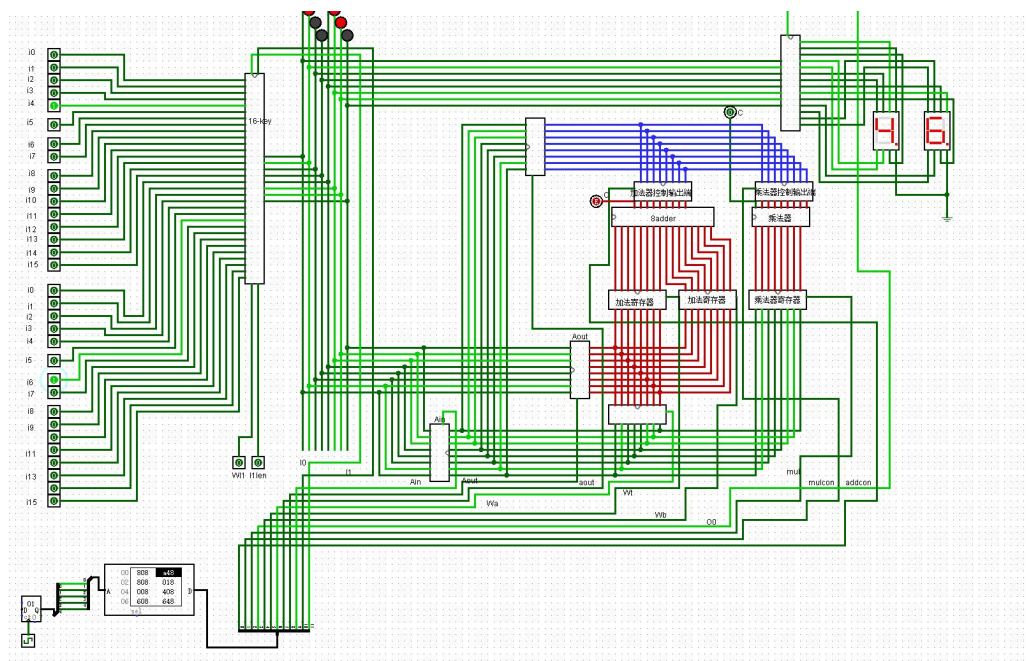 i0
i1
i2
i3
i4
i5
i6
i7
i8
i9
i10
i11
i12
i13
i14
i15
16-key
i0
i1
i2
i3
i4
i5
i6
i7
i8
i9
i11
i13
i15
WI1
I1en
I0
I1
C
C
加法器控制输出端
乘法器控制输出端
8adder
乘法器
加法寄存器
加法寄存器
乘法器寄存器
Aout
Ain
Ain
Aout
aout
Wa
Wt
Wb
O0
mul
mulcon
addcon
A
00 808 a48
02 808 018
04 008 408
06 608 648
D
sel
01
D Q